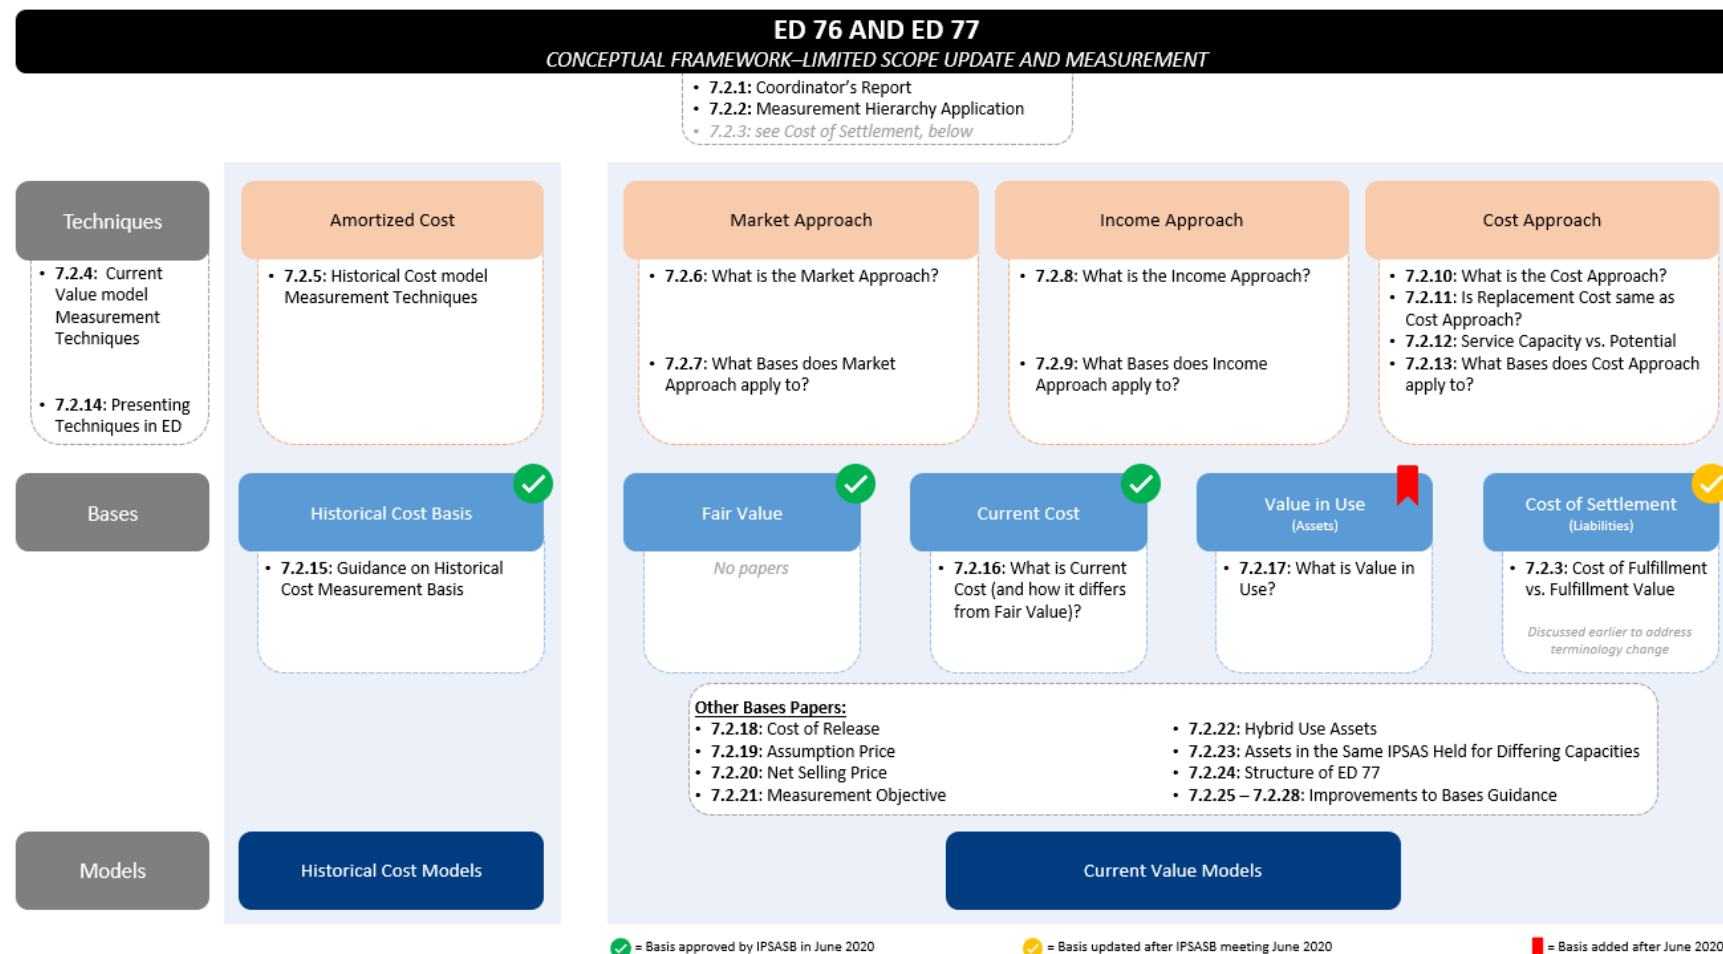 ED 76 AND ED 77
CONCEPTUAL FRAMEWORK–LIMITED SCOPE UPDATE AND MEASUREMENT
• 7.2.1: Coordinator's Report
• 7.2.2: Measurement Hierarchy Application
• 7.2.3: see Cost of Settlement, below
Techniques
• 7.2.4: Current
Value model
Measurement
Techniques
• 7.2.14: Presenting
Techniques in ED
Amortized Cost
• 7.2.5: Historical Cost model
Measurement Techniques
Market Approach
• 7.2.6: What is the Market Approach?
• 7.2.7: What Bases does Market
Approach apply to?
Income Approach
• 7.2.8: What is the Income Approach?
• 7.2.9: What Bases does Income
Approach apply to?
Cost Approach
• 7.2.10: What is the Cost Approach?
• 7.2.11: Is Replacement Cost same as
Cost Approach?
• 7.2.12: Service Capacity vs. Potential
• 7.2.13: What Bases does Cost Approach
apply to?
Bases
Historical Cost Basis
• 7.2.15: Guidance on Historical
Cost Measurement Basis
Fair Value
No papers
Current Cost
• 7.2.16: What is Current
Cost (and how it differs
from Fair Value)?
Value in Use
(Assets)
• 7.2.17: What is Value in
Use?
Cost of Settlement
(Liabilities)
• 7.2.3: Cost of Fulfillment
vs. Fulfillment Value
Discussed earlier to address
terminology change
Other Bases Papers:
• 7.2.18: Cost of Release
• 7.2.19: Assumption Price
• 7.2.20: Net Selling Price
• 7.2.21: Measurement Objective
• 7.2.22: Hybrid Use Assets
• 7.2.23: Assets in the Same IPSAS Held for Differing Capacities
• 7.2.24: Structure of ED 77
• 7.2.25 – 7.2.28: Improvements to Bases Guidance
Models
Historical Cost Models
Current Value Models
= Basis approved by IPSASB in June 2020
= Basis updated after IPSASB meeting June 2020
= Basis added after June 2020